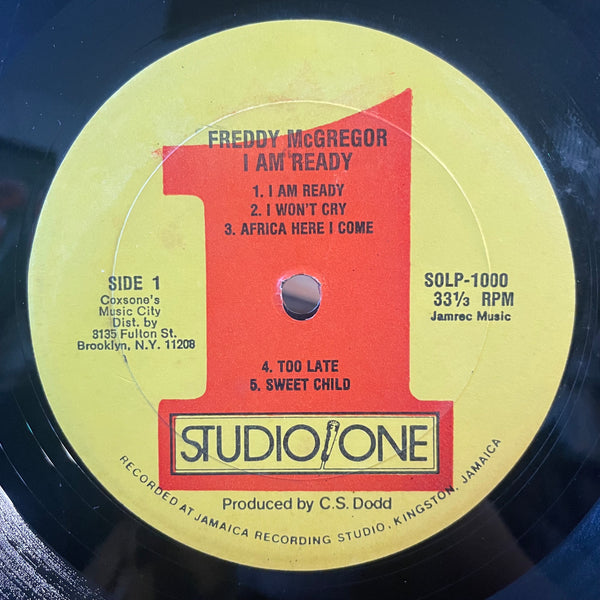 FREDDY McGREGOR
I AM READY
1. I AM READY
2. I WON'T CRY
3. AFRICA HERE I COME
SIDE 1
Coxsone's
Music City
Dist. by
3135 Fulton St.
Brooklyn, N.Y. 11208
SOLP-1000
33⅓ RPM
Jamrec Music
4. TOO LATE
5. SWEET CHILD
STUDIO ONE
Produced by C.S. Dodd
RECORDED AT JAMAICA RECORDING STUDIO, KINGSTON, JAMAICA